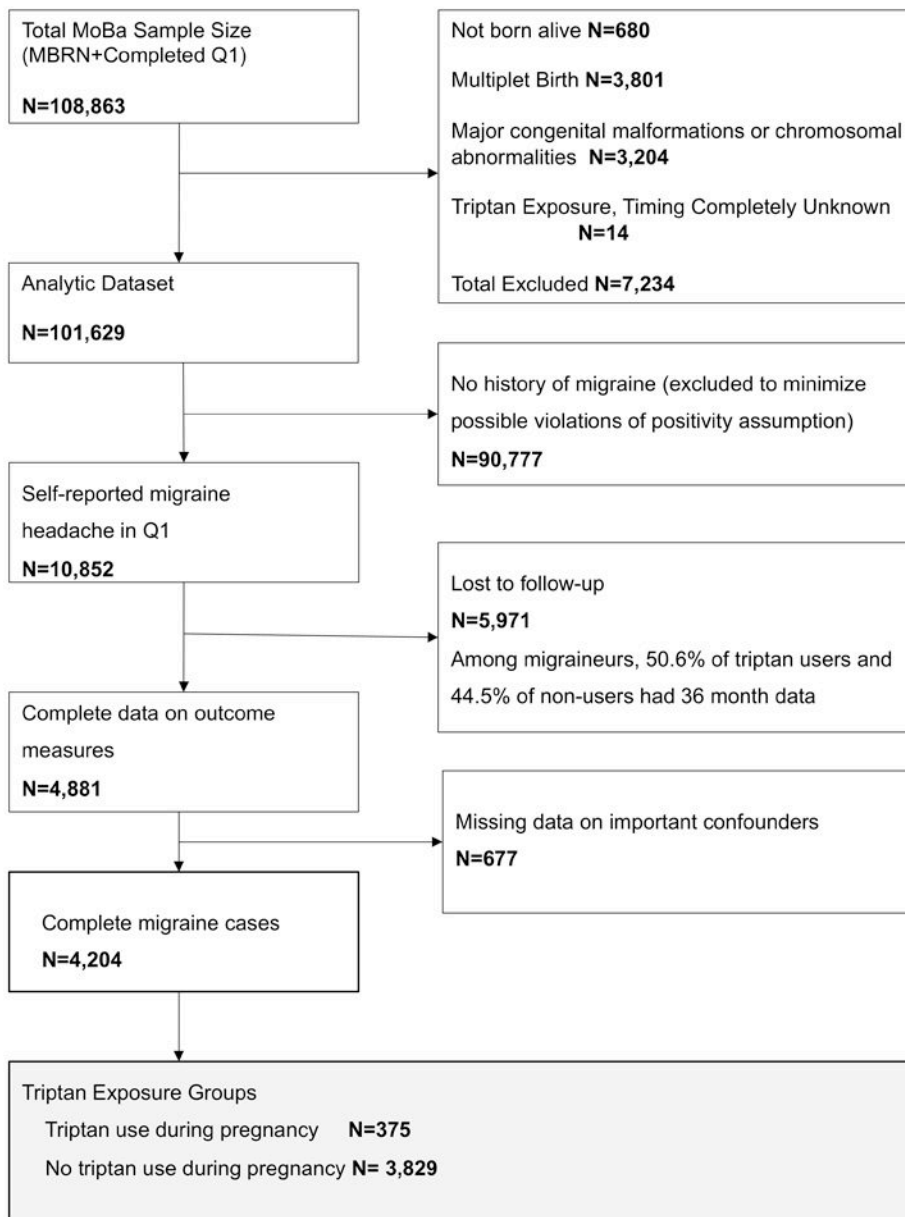 Total MoBa Sample Size
(MBRN+Completed Q1)
N=108,863
Not born alive N=680
Multiplet Birth N=3,801
Major congenital malformations or chromosomal
abnormalities N=3,204
Triptan Exposure, Timing Completely Unknown
N=14
Total Excluded N=7,234
Analytic Dataset
N=101,629
No history of migraine (excluded to minimize
possible violations of positivity assumption)
N=90,777
Self-reported migraine
headache in Q1
N=10,852
Lost to follow-up
N=5,971
Among migraineurs, 50.6% of triptan users and
44.5% of non-users had 36 month data
Complete data on outcome
measures
N=4,881
Missing data on important confounders
N=677
Complete migraine cases
N=4,204
Triptan Exposure Groups
Triptan use during pregnancy N=375
No triptan use during pregnancy N= 3,829